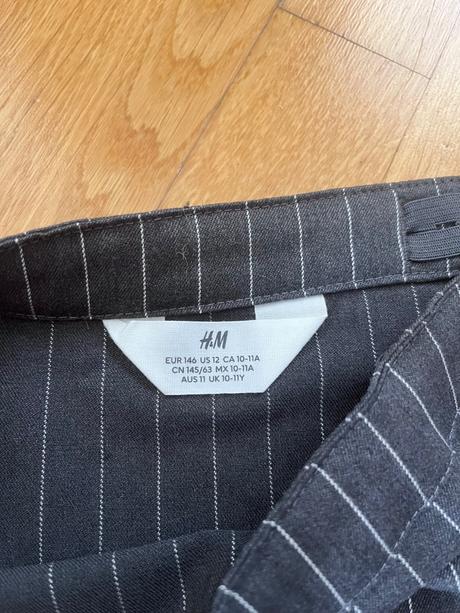 H&M
EUR 146 US 12 CA 10-11A
CN 145/63 MX 10-11A
AUS 11 UK 10-11Y